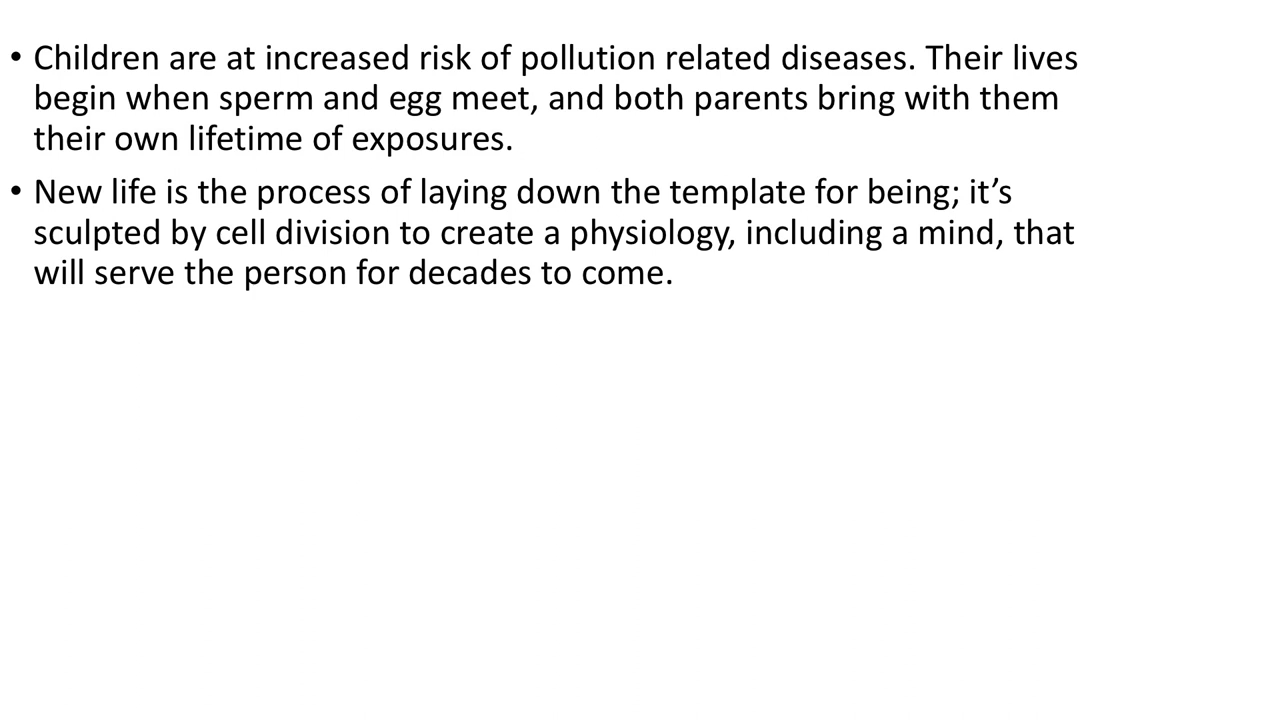 • Children are at increased risk of pollution related diseases. Their lives
begin when sperm and egg meet, and both parents bring with them
their own lifetime of exposures.
• New life is the process of laying down the template for being; it’s
sculpted by cell division to create a physiology, including a mind, that
will serve the person for decades to come.